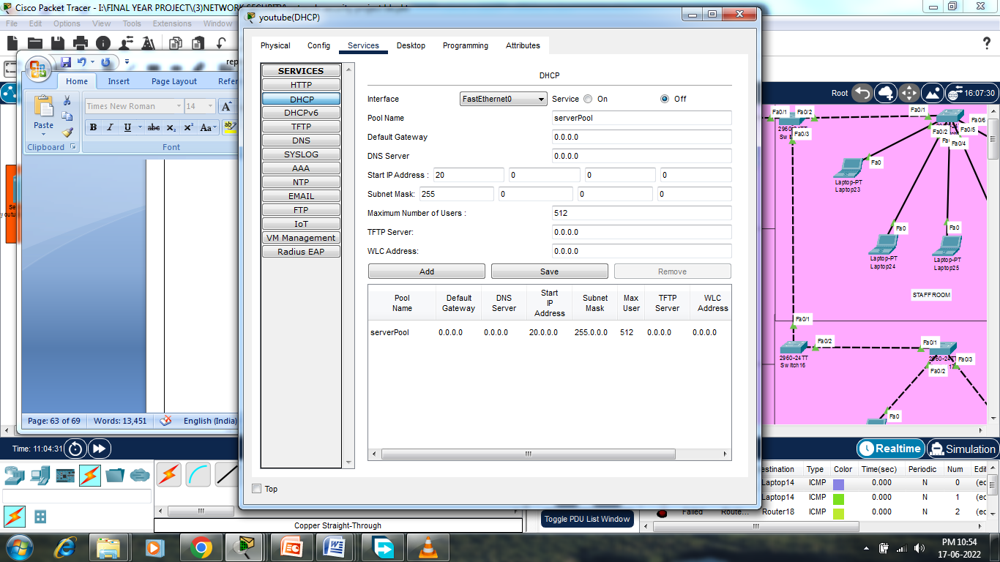 Cisco Packet Tracer - I:\FINAL YEAR PROJECT\(3)NETWORK
File Edit Options View Tools Extensions Window
youtube(DHCP)
Physical Config Services Desktop Programming Attributes
rep
Home Insert Page Layout Refer
Times New Roman 14
Paste
B I U abc x₂ x² Aa
Clipboard Font
SERVICES
HTTP
DHCP
DHCPv6
TFTP
DNS
SYSLOG
AAA
NTP
EMAIL
FTP
IoT
VM Management
Radius EAP
DHCP
Interface FastEthernet0 Service On Off
Pool Name serverPool
Default Gateway 0.0.0.0
DNS Server 0.0.0.0
Start IP Address : 20 0 0 0
Subnet Mask: 255 0 0 0
Maximum Number of Users : 512
TFTP Server: 0.0.0.0
WLC Address: 0.0.0.0
Add Save Remove
Pool Name Default Gateway DNS Server Start IP Address Subnet Mask Max User TFTP Server WLC Address
serverPool 0.0.0.0 0.0.0.0 20.0.0.0 255.0.0.0 512 0.0.0.0 0.0.0.0
Top
Root 16:07:30
Fa0/1 Fa0/2 Fa0/1
2960-24TT Fa0/6
Fa0/3 Fa0/2 Fa0/5
Fa0/4
Fa0
Laptop-PT
Laptop23
Fa0 Fa0
Laptop-PT Laptop-PT
Laptop24 Laptop25
STAFF ROOM
Fa0/1
Fa0/2 Fa0/1
2960-24TT
Switch16
Fa0/3
Fa0/2
Fa0
Page: 63 of 69 Words: 13,451 English (India)
Time: 11:04:31 Realtime Simulation
Type Color Time(sec) Periodic Num Edi
Laptop14 ICMP 0.000 N 0 (ec
Laptop14 ICMP 0.000 N 1 (ec
Failed Route... Router18 ICMP 0.000 N 2 (ec
Toggle PDU List Window
Copper Straight-Through
PM 10:54
17-06-2022